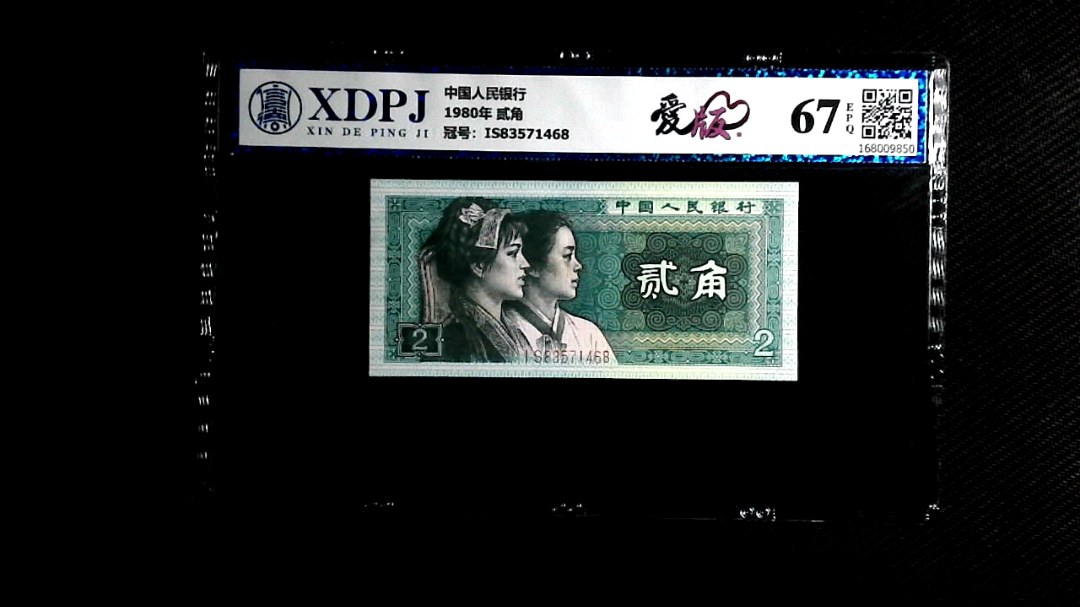 XDPJ
XIN DE PING JI
中国人民银行
1980年 贰角
冠号: IS83571468
爱版
67
EPQ
168009850
中国人民银行
贰角
2
2
IS83571468